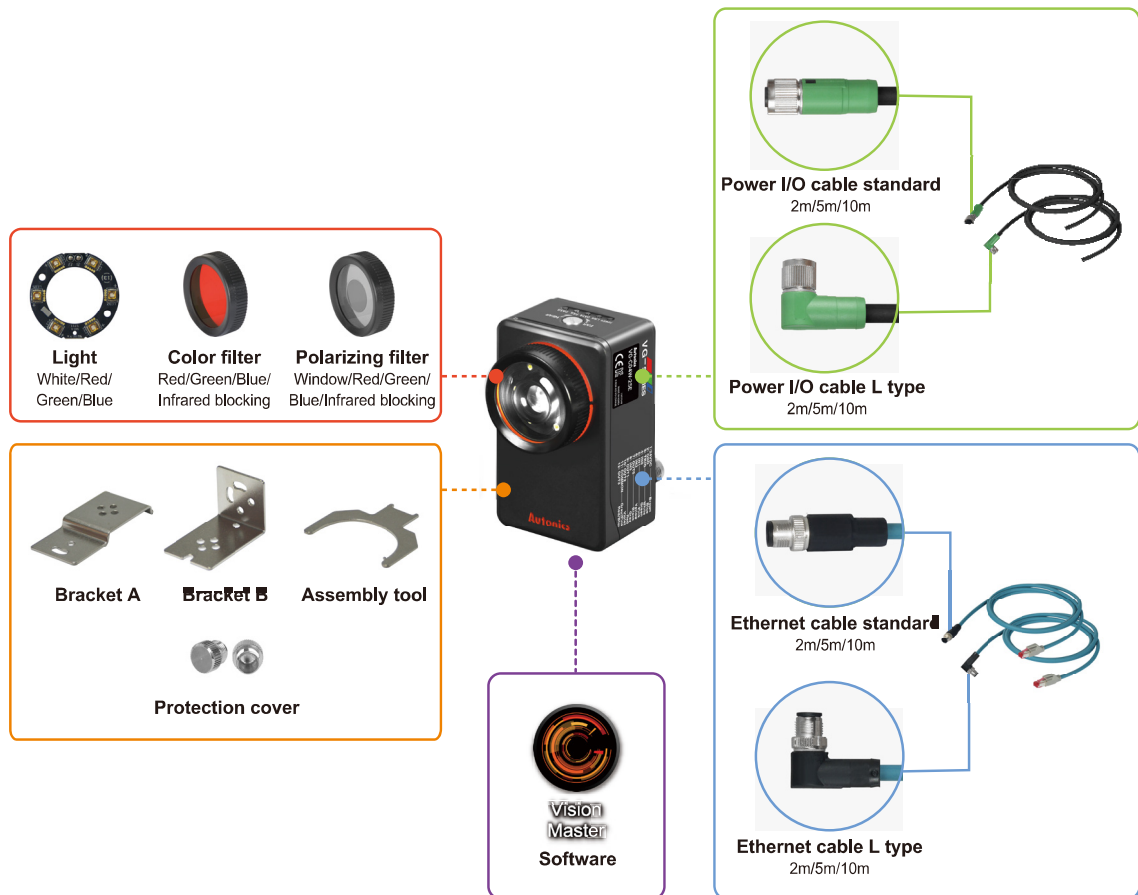 Power I/O cable standard
2m/5m/10m
Power I/O cable L type
2m/5m/10m
Light
White/Red/
Green/Blue
Color filter
Red/Green/Blue/
Infrared blocking
Polarizing filter
Window/Red/Green/
Blue/Infrared blocking
Autonics
Bracket A
Bracket B
Assembly tool
Protection cover
Vision
Master
Software
Ethernet cable standard
2m/5m/10m
Ethernet cable L type
2m/5m/10m